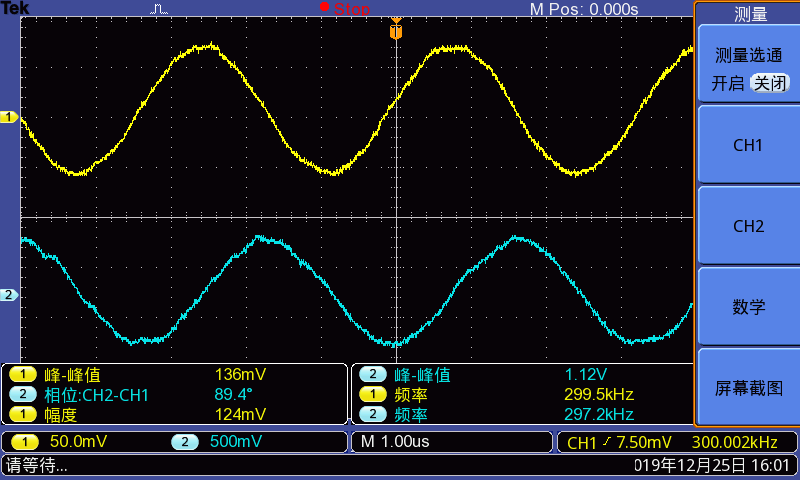 Tek Stop M Pos: 0.000s 测量
T
测量选通
开启 关闭
1
CH1
CH2
2
数学
1 峰-峰值 136mV 2 峰-峰值 1.12V
2 相位:CH2-CH1 89.4° 1 频率 299.5kHz
1 幅度 124mV 2 频率 297.2kHz
屏幕截图
1 50.0mV 2 500mV M 1.00us CH1 7.50mV 300.002kHz
请等待... 019年12月25日 16:01